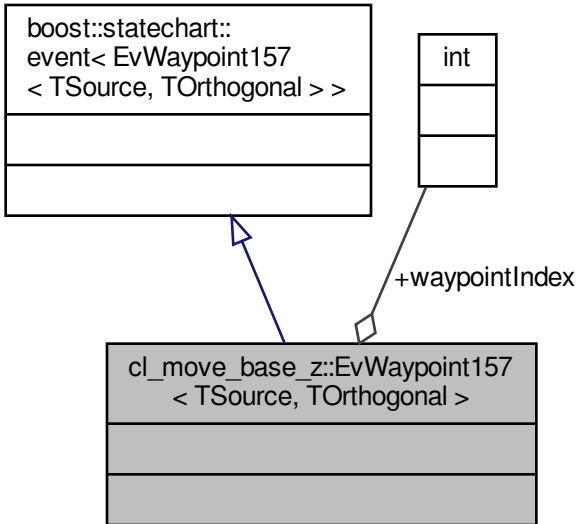 boost::statechart::
event< EvWaypoint157
< TSource, TOrthogonal > >
int
+waypointIndex
cl_move_base_z::EvWaypoint157
< TSource, TOrthogonal >